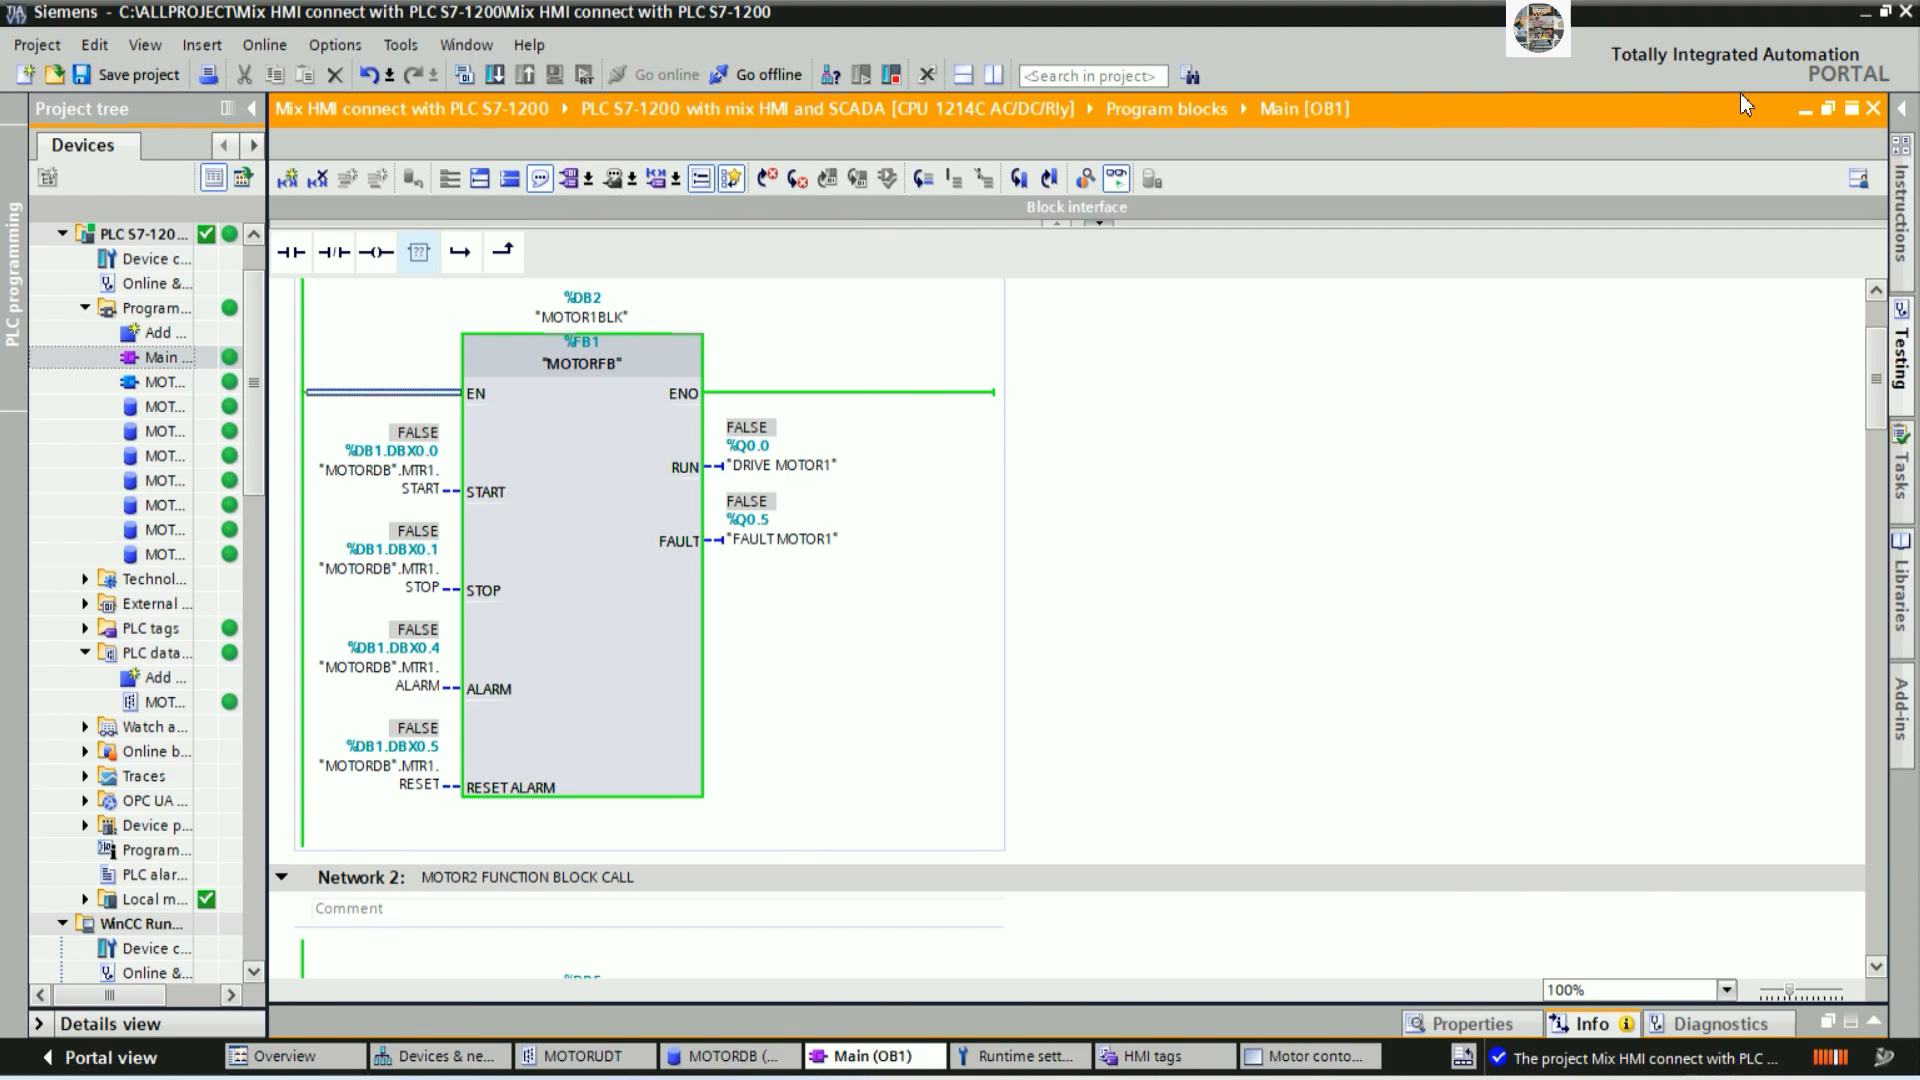 Siemens - C:\ALLPROJECT\Mix HMI connect with PLC S7-1200\Mix HMI connect with PLC S7-1200
Project Edit View Insert Online Options Tools Window Help
Totally Integrated Automation
PORTAL
Save project
Go online
Go offline
<Search in project>
Project tree
Mix HMI connect with PLC S7-1200
PLC S7-1200 with mix HMI and SCADA [CPU 1214C AC/DC/Rly]
Program blocks
Main [OB1]
Devices
Block interface
PLC programming
PLC S7-120...
Device c...
Online &...
Program...
Add ...
Main ...
MOT...
MOT...
MOT...
MOT...
MOT...
MOT...
MOT...
MOT...
Technol...
External ...
PLC tags
PLC data...
Add ...
MOT...
Watch a...
Online b...
Traces
OPC UA ...
Device p...
Program...
PLC alar...
Local m...
WinCC Run...
Device c...
Online &...
Details view
??
%DB2
"MOTOR1BLK"
%FB1
"MOTORFB"
EN
ENO
FALSE
%DB1.DBX0.0
"MOTORDB".MTR1.
START
START
FALSE
%Q0.0
RUN
"DRIVE MOTOR1"
FALSE
%DB1.DBX0.1
"MOTORDB".MTR1.
STOP
STOP
FALSE
%Q0.5
FAULT
"FAULT MOTOR1"
FALSE
%DB1.DBX0.4
"MOTORDB".MTR1.
ALARM
ALARM
FALSE
%DB1.DBX0.5
"MOTORDB".MTR1.
RESET
RESET ALARM
Network 2: MOTOR2 FUNCTION BLOCK CALL
Comment
100%
Instructions
Testing
Tasks
Libraries
Add-ins
Properties
Info
Diagnostics
Portal view
Overview
Devices & ne...
MOTORUDT
MOTORDB (...
Main (OB1)
Runtime sett...
HMI tags
Motor conto...
The project Mix HMI connect with PLC ...